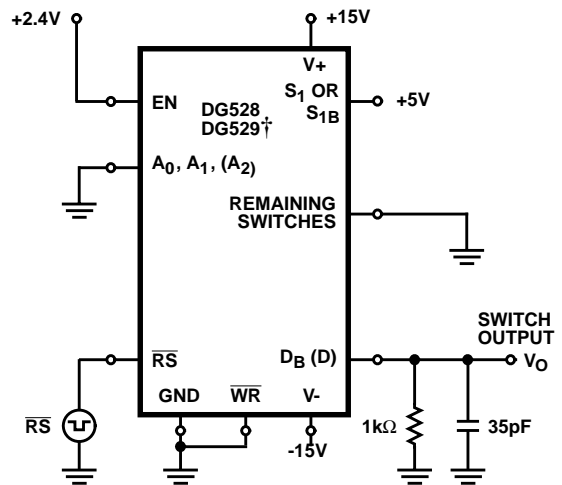 +2.4V
+15V
V+
EN
S1 OR
S1B
+5V
DG528
DG529†
A0, A1, (A2)
REMAINING
SWITCHES
SWITCH
OUTPUT
RS
DB (D)
VO
GND
WR
V-
RS
-15V
1kΩ
35pF